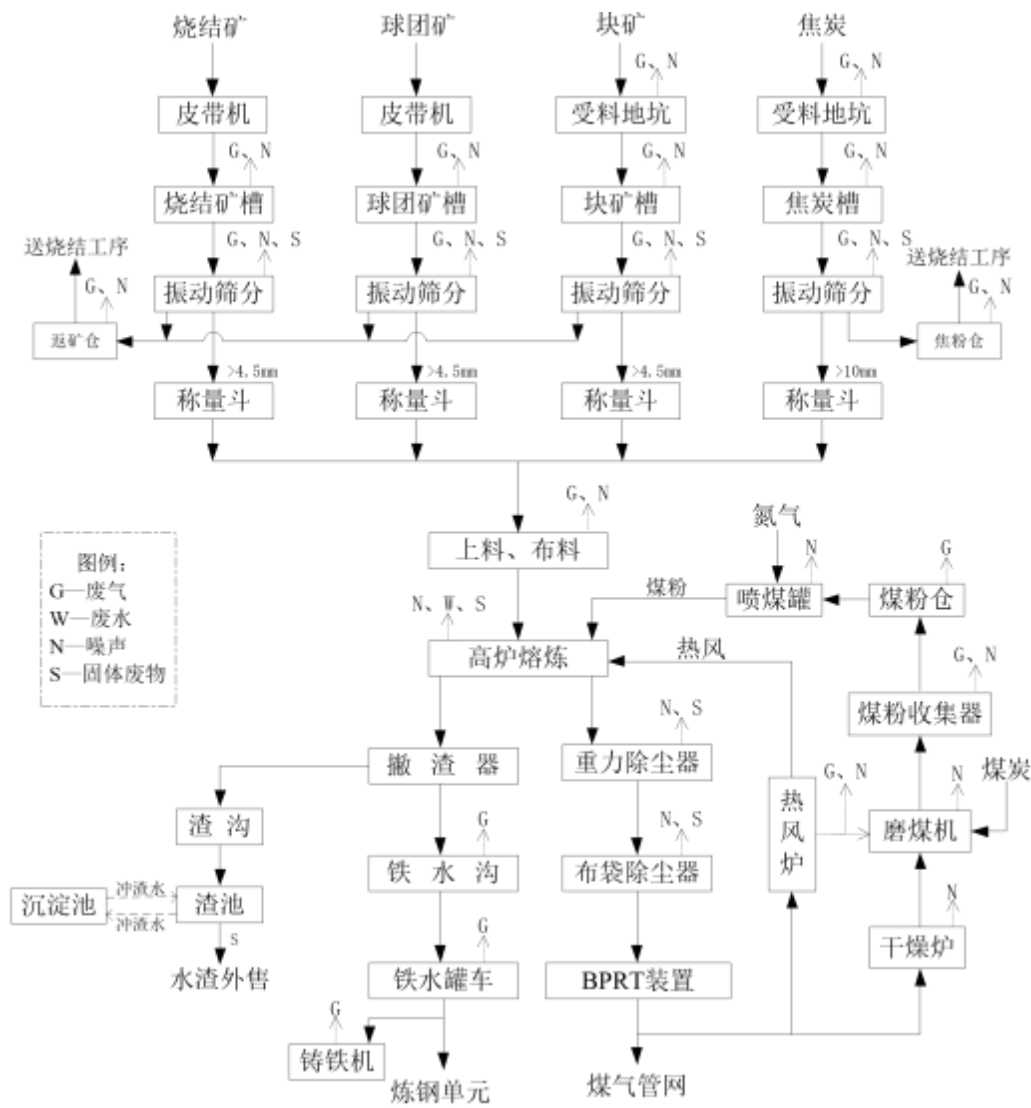 烧结矿 球团矿 块矿 焦炭
G、N G、N
皮带机 皮带机 受料地坑 受料地坑
G、N G、N G、N G、N
烧结矿槽 球团矿槽 块矿槽 焦炭槽
G、N、S G、N、S G、N、S G、N、S
送烧结工序 送烧结工序
G、N G、N
振动筛分 振动筛分 振动筛分 振动筛分
返矿仓 焦粉仓
>4.5mm >4.5mm >4.5mm >10mm
称量斗 称量斗 称量斗 称量斗
G、N
氮气
上料、布料 N G
图例：
G—废气
W—废水
N—噪声
S—固体废物
煤粉 喷煤罐 煤粉仓
N、W、S
高炉熔炼 热风 G、N
N、S 煤粉收集器
撇渣器 重力除尘器 G、N N 煤炭
渣沟 G N、S 热风炉 磨煤机
铁水沟 布袋除尘器
沉淀池 冲渣水 渣池 N
冲渣水 G 干燥炉
S
水渣外售 铁水罐车 BPRT装置
G
铸铁机
炼钢单元 煤气管网